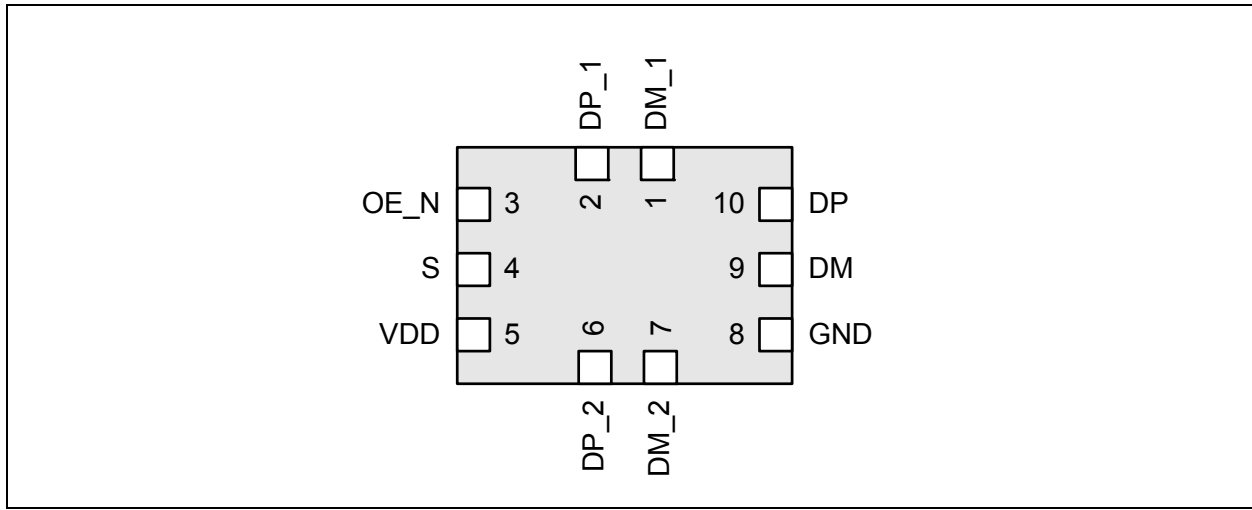 DP_1
DM_1
OE_N 3 2 1 10 DP
S 4 9 DM
VDD 5 6 7 8 GND
DP_2
DM_2